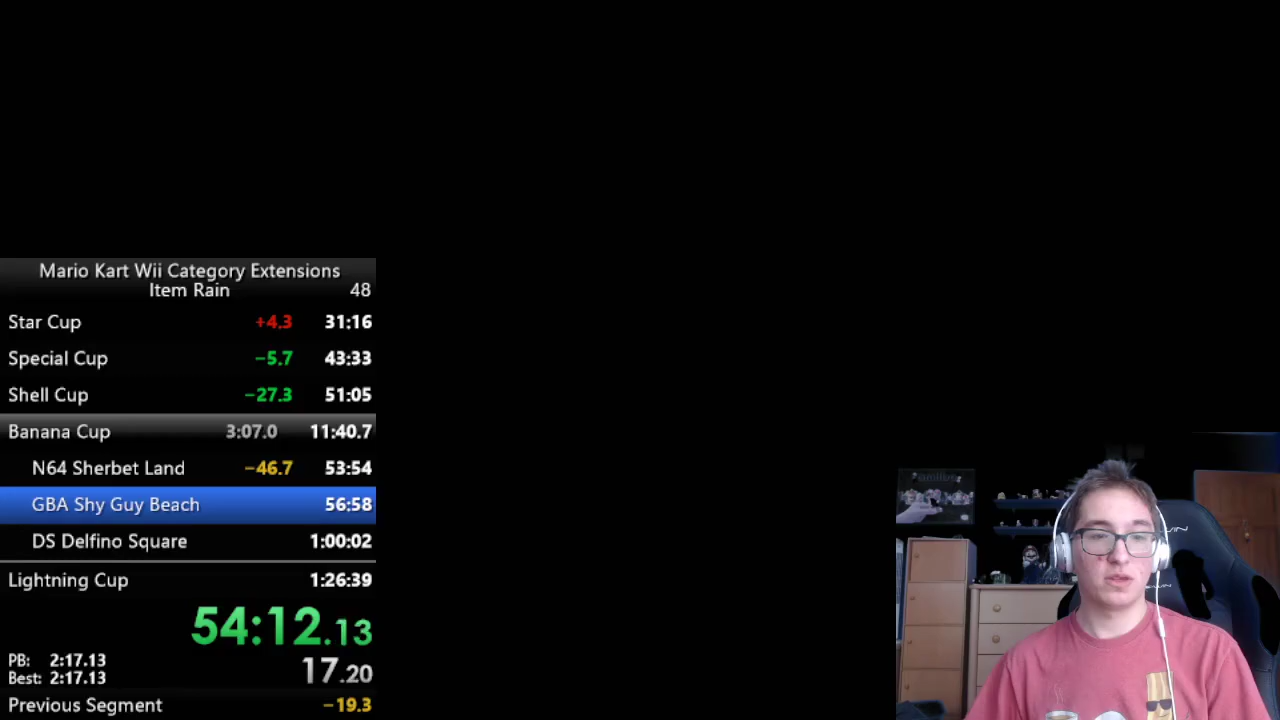 Mario Kart Wii Category Extensions
Item Rain 48
Star Cup +4.3 31:16
Special Cup −5.7 43:33
Shell Cup −27.3 51:05
Banana Cup 3:07.0 11:40.7
N64 Sherbet Land −46.7 53:54
GBA Shy Guy Beach 56:58
DS Delfino Square 1:00:02
Lightning Cup 1:26:39
54:12.13
PB: 2:17.13 17.20
Best: 2:17.13
Previous Segment −19.3